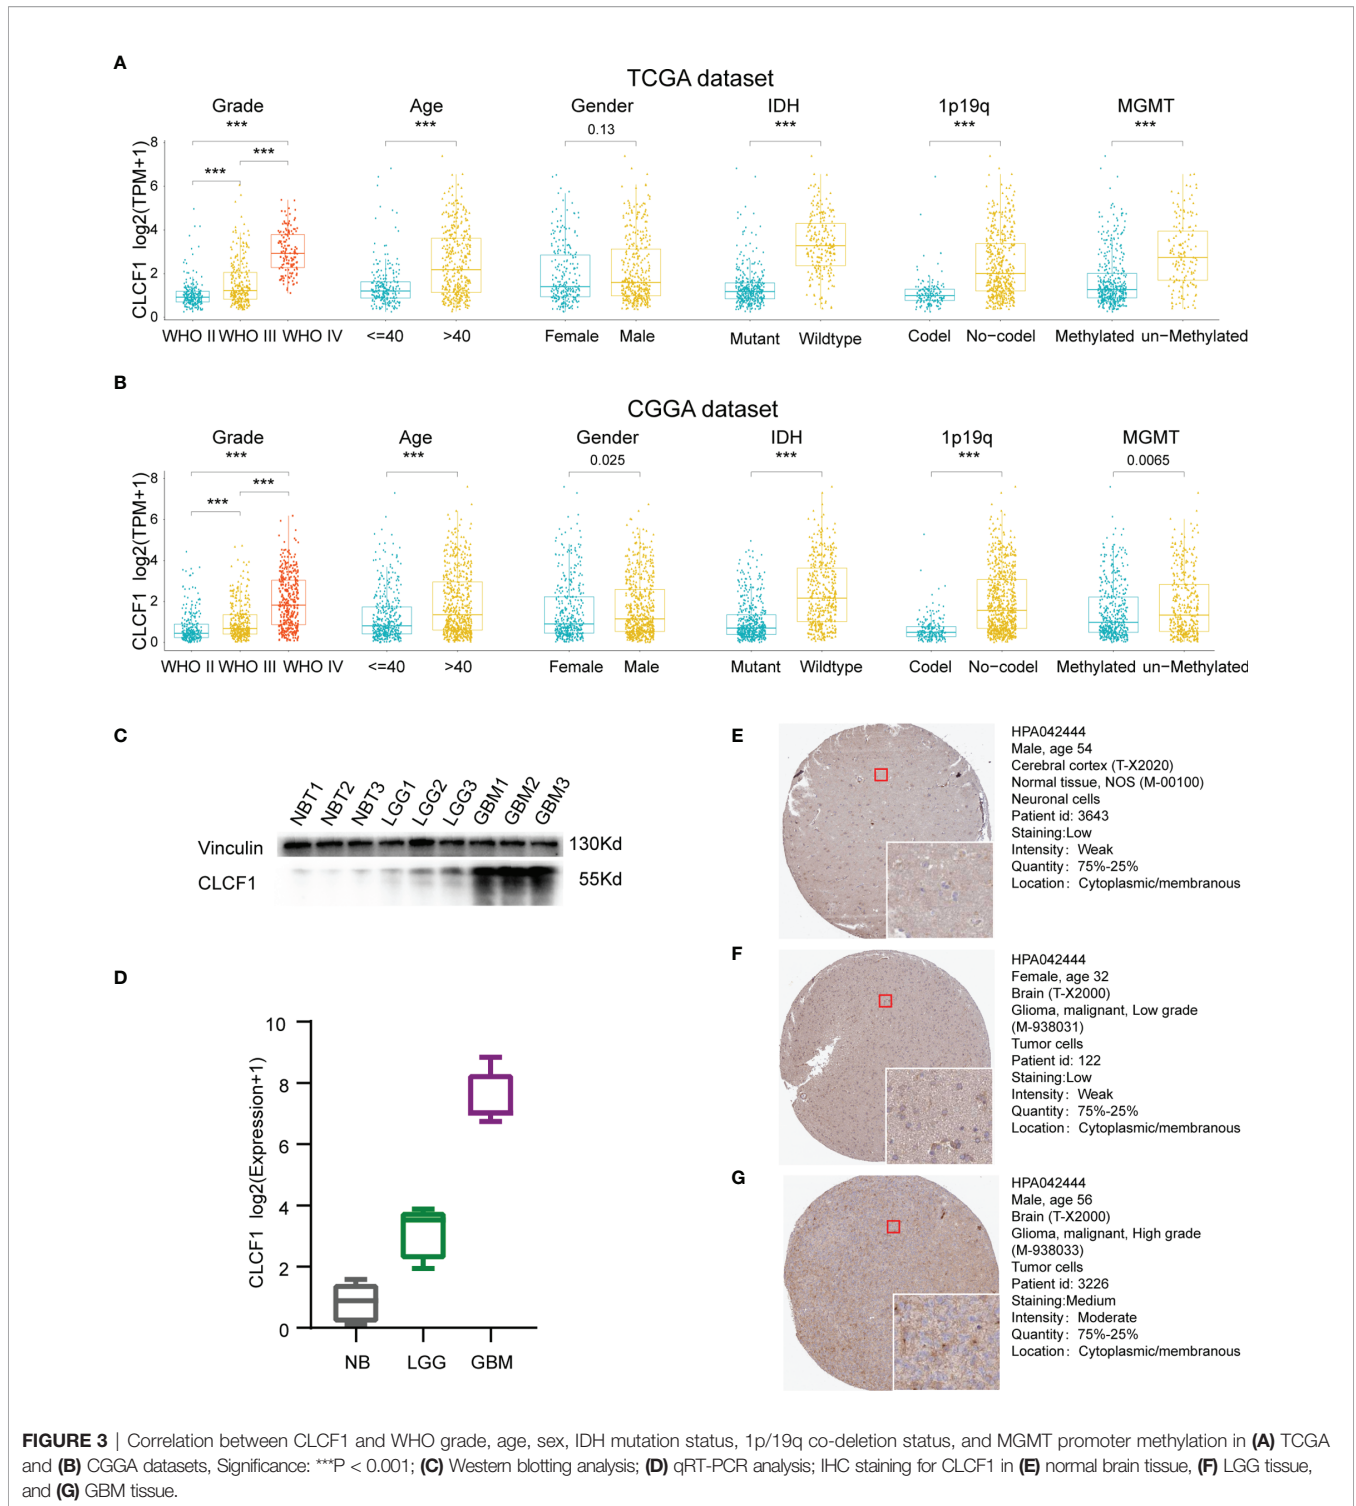 A
TCGA dataset
Grade Age Gender IDH 1p19q MGMT
*** *** 0.13 *** *** ***
***
***
CLCF1 log2(TPM+1)
8
6
4
2
0
WHO II WHO III WHO IV <=40 >40 Female Male Mutant Wildtype Codel No-codel Methylated un-Methylated
B
CGGA dataset
Grade Age Gender IDH 1p19q MGMT
*** *** 0.025 *** *** 0.0065
***
***
CLCF1 log2(TPM+1)
8
6
4
2
0
WHO II WHO III WHO IV <=40 >40 Female Male Mutant Wildtype Codel No-codel Methylated un-Methylated
C
NBT1 NBT2 NBT3 LGG1 LGG2 LGG3 GBM1 GBM2 GBM3
Vinculin 130Kd
CLCF1 55Kd
D
CLCF1 log2(Expression+1)
10
8
6
4
2
0
NB LGG GBM
E
HPA042444
Male, age 54
Cerebral cortex (T-X2020)
Normal tissue, NOS (M-00100)
Neuronal cells
Patient id: 3643
Staining:Low
Intensity: Weak
Quantity: 75%-25%
Location: Cytoplasmic/membranous
F
HPA042444
Female, age 32
Brain (T-X2000)
Glioma, malignant, Low grade
(M-938031)
Tumor cells
Patient id: 122
Staining:Low
Intensity: Weak
Quantity: 75%-25%
Location: Cytoplasmic/membranous
G
HPA042444
Male, age 56
Brain (T-X2000)
Glioma, malignant, High grade
(M-938033)
Tumor cells
Patient id: 3226
Staining:Medium
Intensity: Moderate
Quantity: 75%-25%
Location: Cytoplasmic/membranous
FIGURE 3 | Correlation between CLCF1 and WHO grade, age, sex, IDH mutation status, 1p/19q co-deletion status, and MGMT promoter methylation in (A) TCGA
and (B) CGGA datasets, Significance: ***P < 0.001; (C) Western blotting analysis; (D) qRT-PCR analysis; IHC staining for CLCF1 in (E) normal brain tissue, (F) LGG tissue,
and (G) GBM tissue.